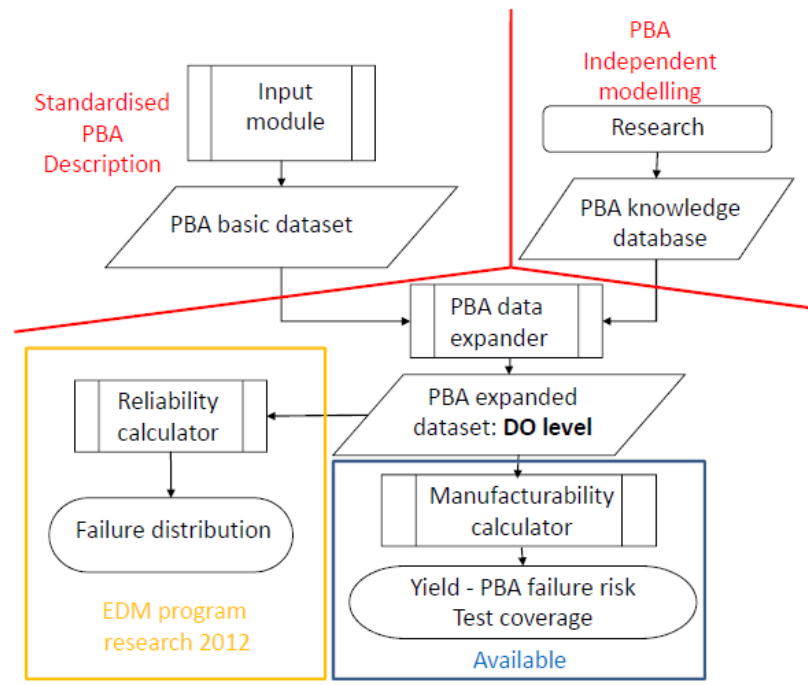 PBA
Independent
modelling
Standardised
PBA
Description
Input
module
Research
PBA basic dataset
PBA knowledge
database
PBA data
expander
PBA expanded
dataset: DO level
Reliability
calculator
Manufacturability
calculator
Failure distribution
Yield - PBA failure risk
Test coverage
EDM program
research 2012
Available